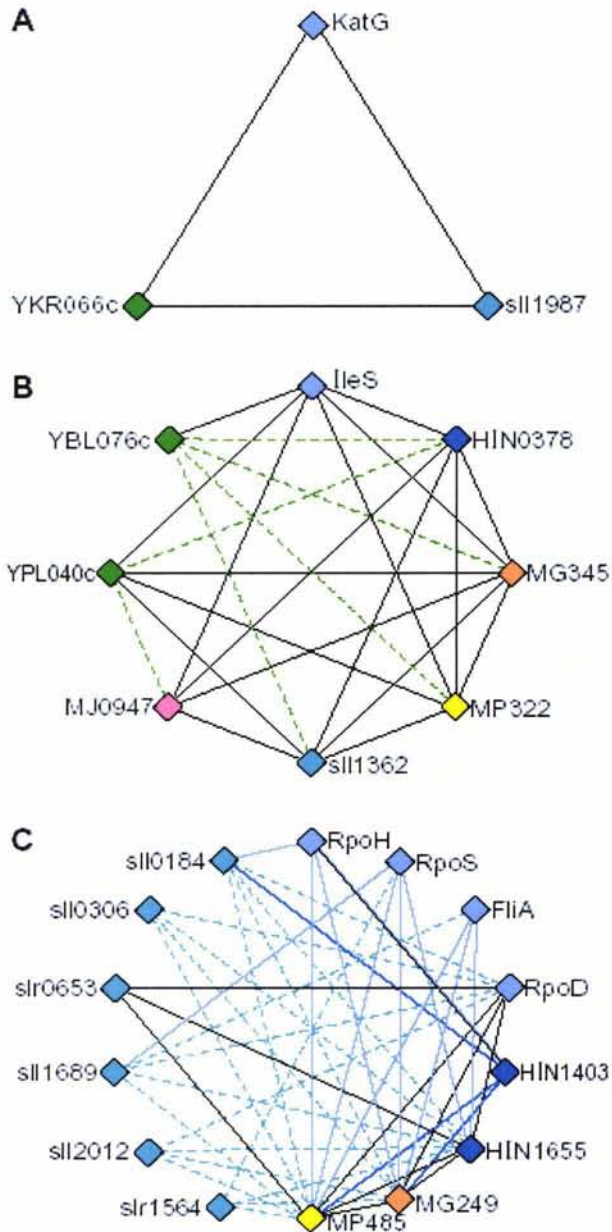 A
KatG
YKR066c
sll1987
B
IleS
YBL076c
HIN0378
YPL040c
MG345
MJ0947
MP322
sll1362
C
RpoH
sll0184
RpoS
sll0306
FliA
slr0653
RpoD
sll1689
HIN1403
sll2012
HIN1655
slr1564
MG249
MP485